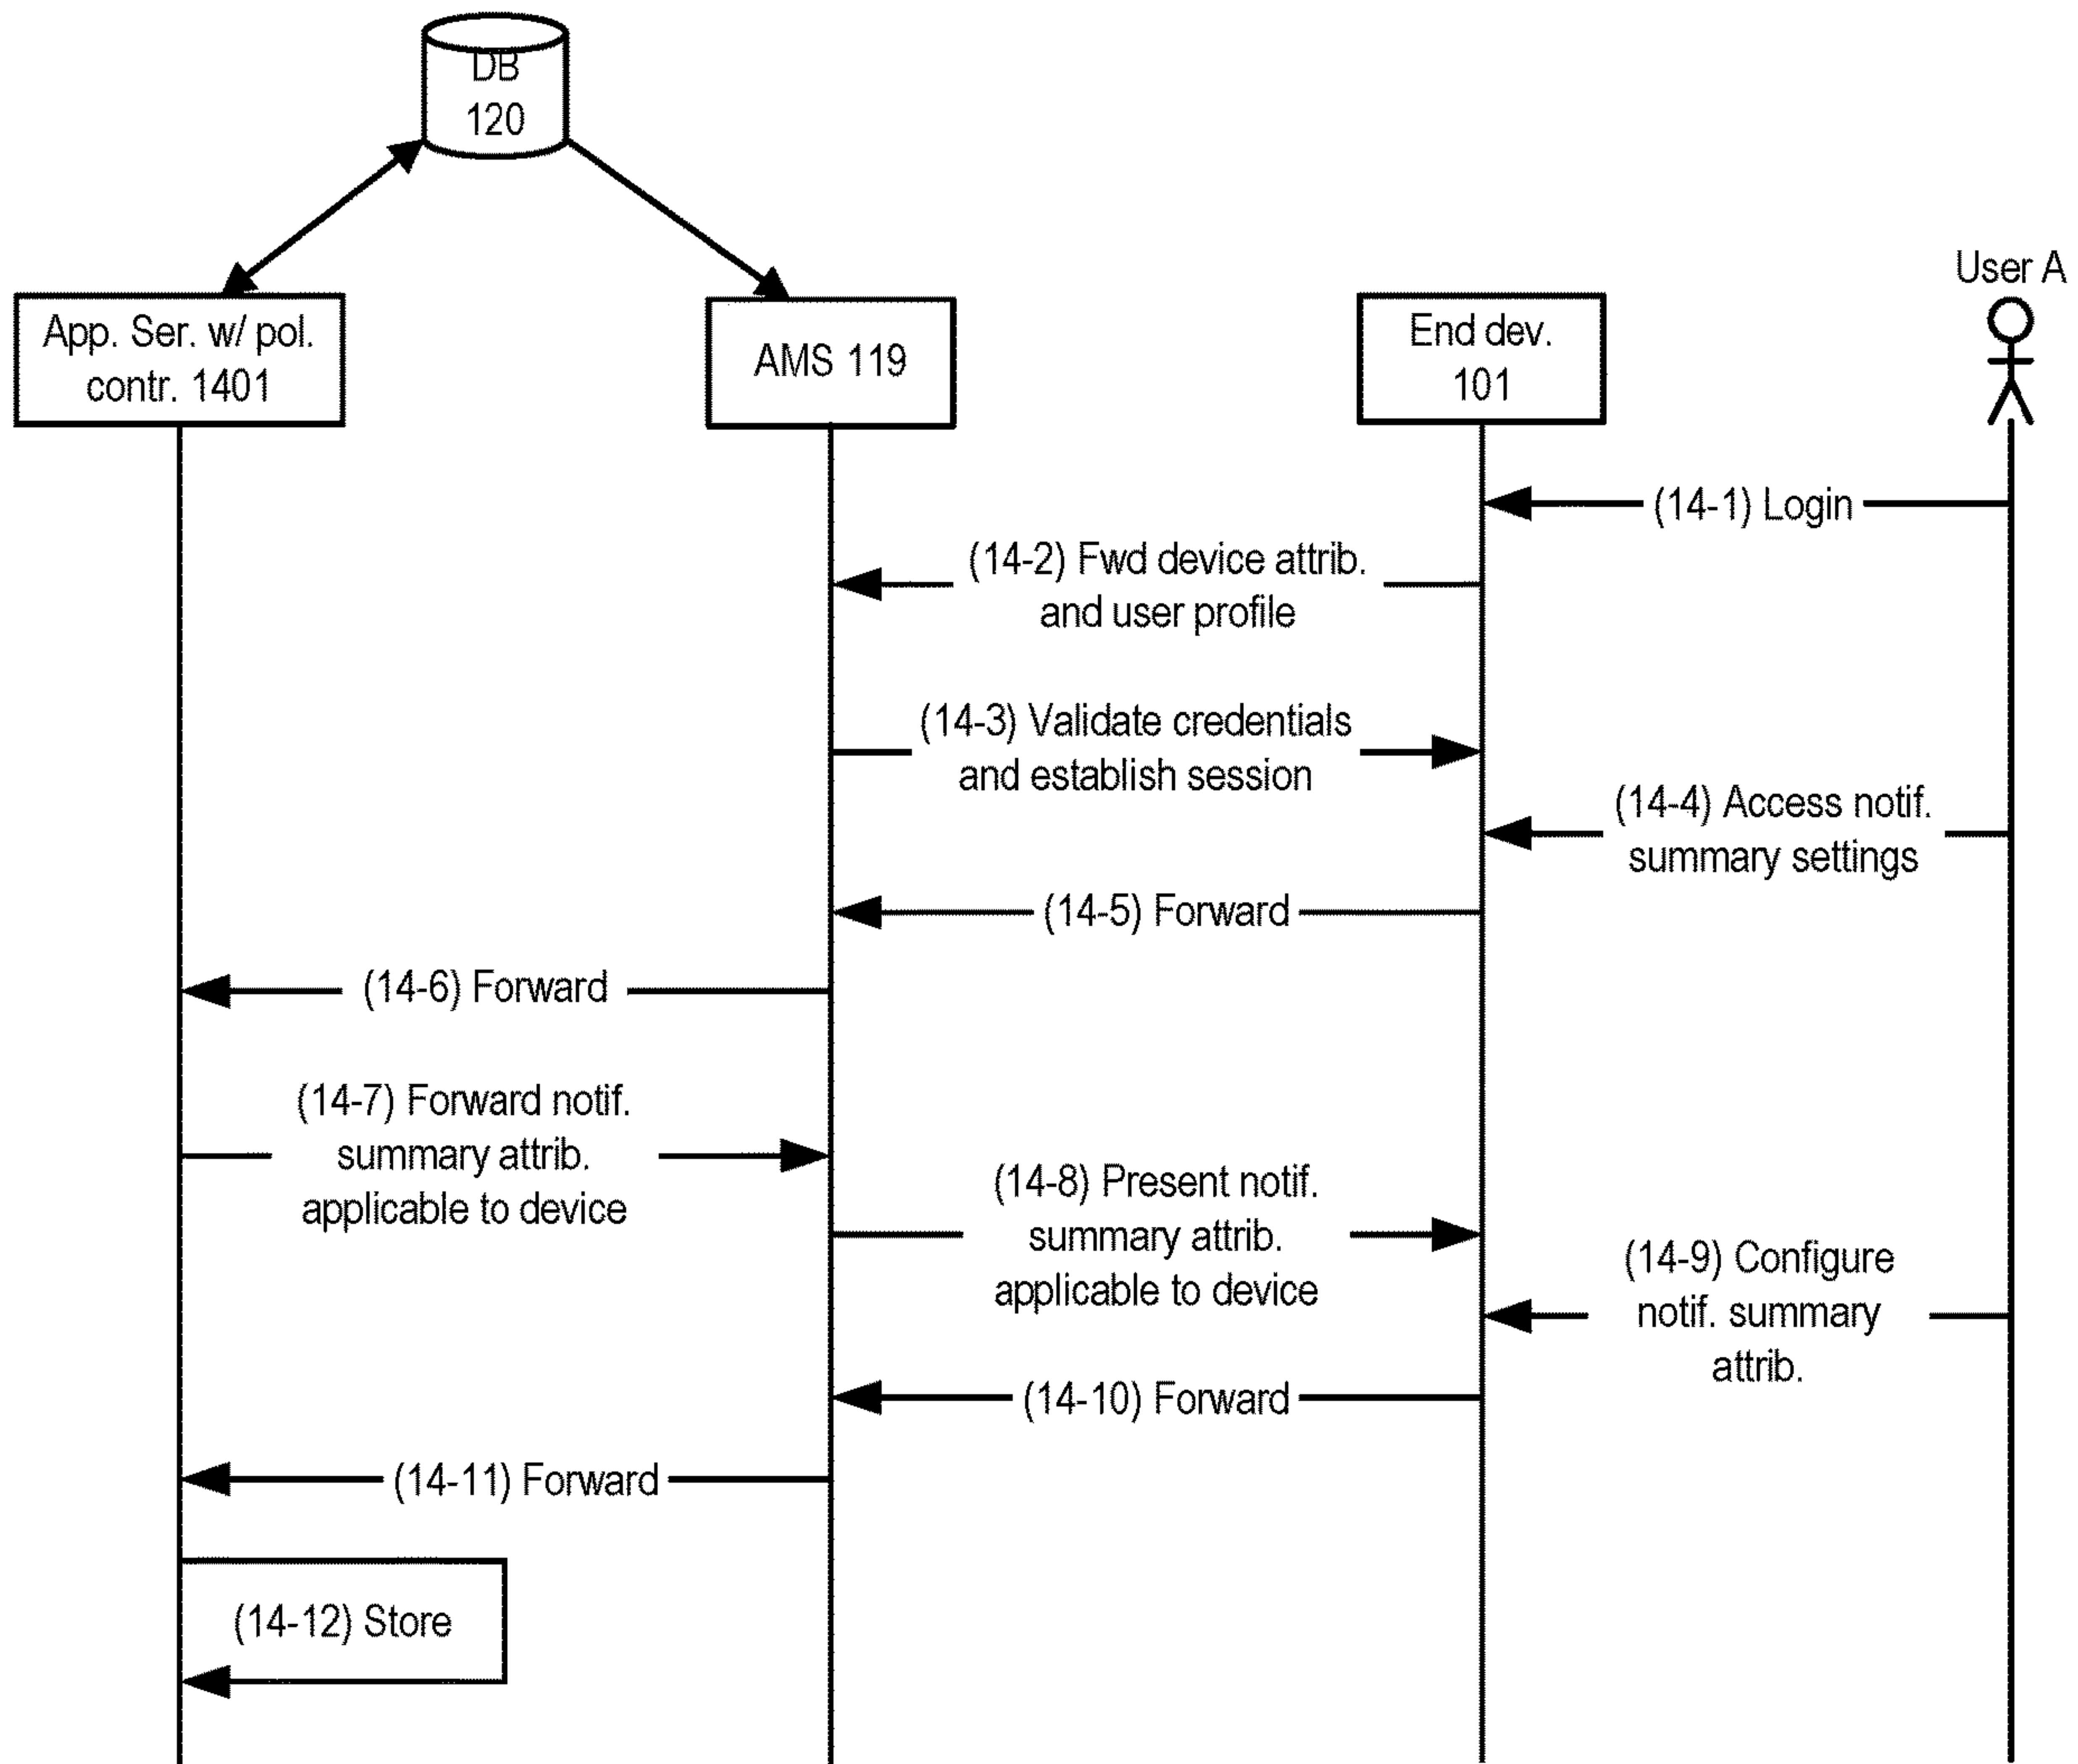 DB
120
User A
App. Ser. w/ pol.
contr. 1401
AMS 119
End dev.
101
(14-1) Login
(14-2) Fwd device attrib.
and user profile
(14-3) Validate credentials
and establish session
(14-4) Access notif.
summary settings
(14-5) Forward
(14-6) Forward
(14-7) Forward notif.
summary attrib.
applicable to device
(14-8) Present notif.
summary attrib.
applicable to device
(14-9) Configure
notif. summary
attrib.
(14-10) Forward
(14-11) Forward
(14-12) Store